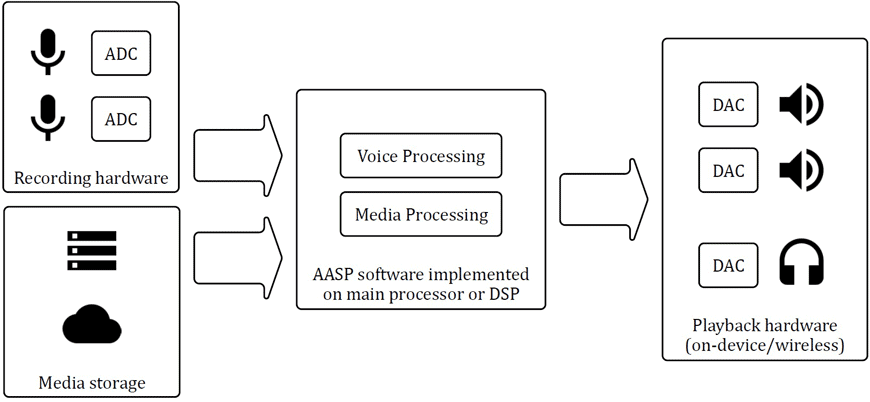 ADC
ADC
Recording hardware
Media storage
Voice Processing
Media Processing
AASP software implemented
on main processor or DSP
DAC
DAC
DAC
Playback hardware
(on-device/wireless)